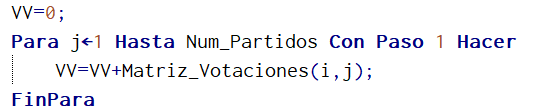 VV=0;
Para j←1 Hasta Num_Partidos Con Paso 1 Hacer
VV=VV+Matriz_Votaciones(i,j);
FinPara